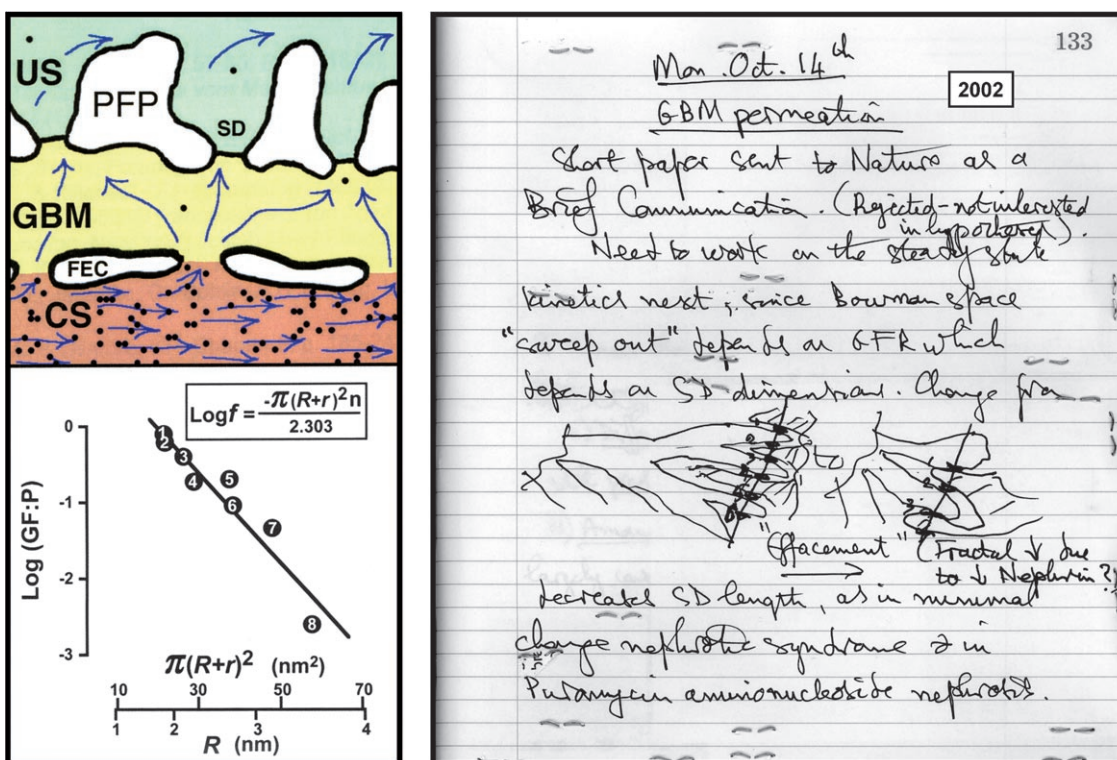 US
PFP
SD
GBM
FEC
CS
Logf = -π(R+r)²n
2.303
Log (GF:P)
0
-1
-2
-3
1
2
3
4
5
6
7
8
π(R+r)² (nm²)
10 30 50 70
1 2 3 4
R (nm)
133
Mon. Oct. 14th
2002
GBM permeation
Short paper sent to Nature as a
Brief Communication. (Rejected-not interested
in hypotheses).
Need to work on the steady state
kinetics next, since Bowman space
"sweep out" depends on GFR which
depends on SD dimensions. Change from
to
"Effacement" (Fractal ↓ due
to ↓ Nephrin?)
decreases SD length, as in minimal
change nephrotic syndrome & in
Puromycin aminonucleoside nephrosis.